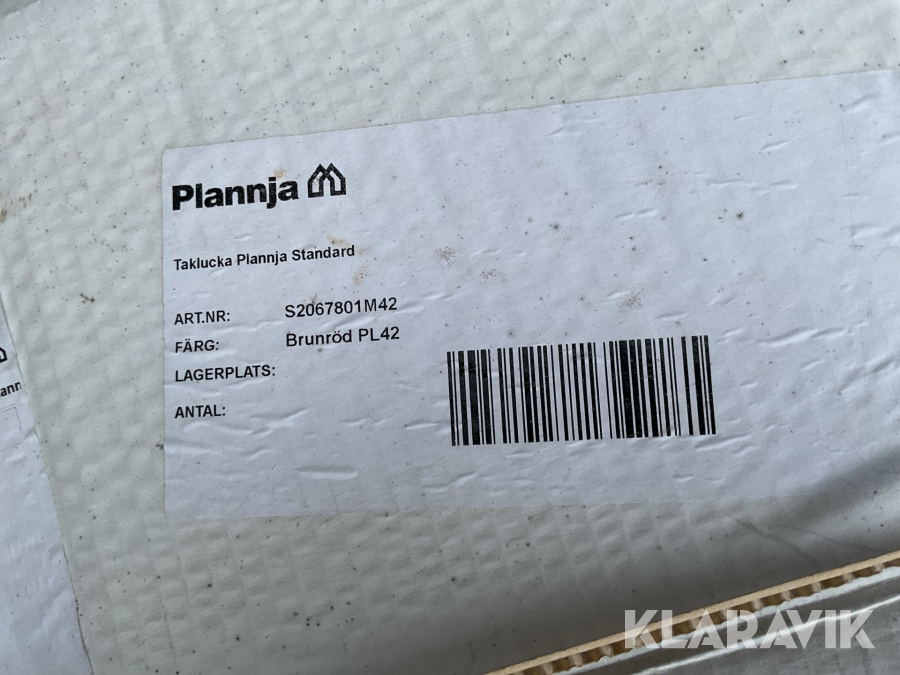 Plannja
Taklucka Plannja Standard
ART.NR: S2067801M42
FÄRG: Brunröd PL42
LAGERPLATS:
ANTAL:
KLARAVIK